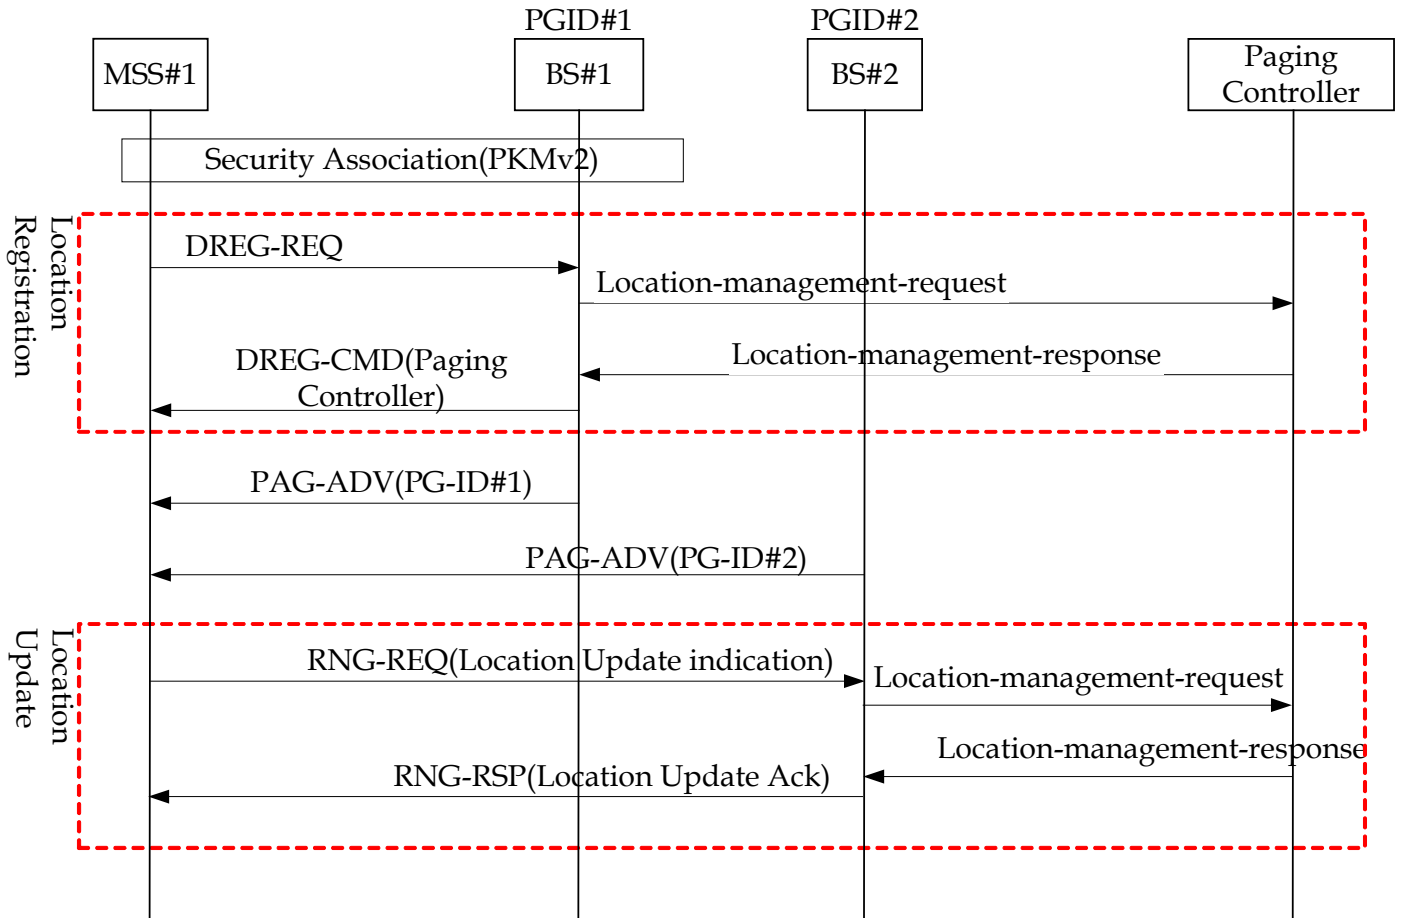 PGID#1
PGID#2
MSS#1
BS#1
BS#2
Paging
Controller
Security Association(PKMv2)
Location
Registration
DREG-REQ
Location-management-request
Location-management-response
DREG-CMD(Paging
Controller)
PAG-ADV(PG-ID#1)
PAG-ADV(PG-ID#2)
Location
Update
RNG-REQ(Location Update indication)
Location-management-request
Location-management-response
RNG-RSP(Location Update Ack)